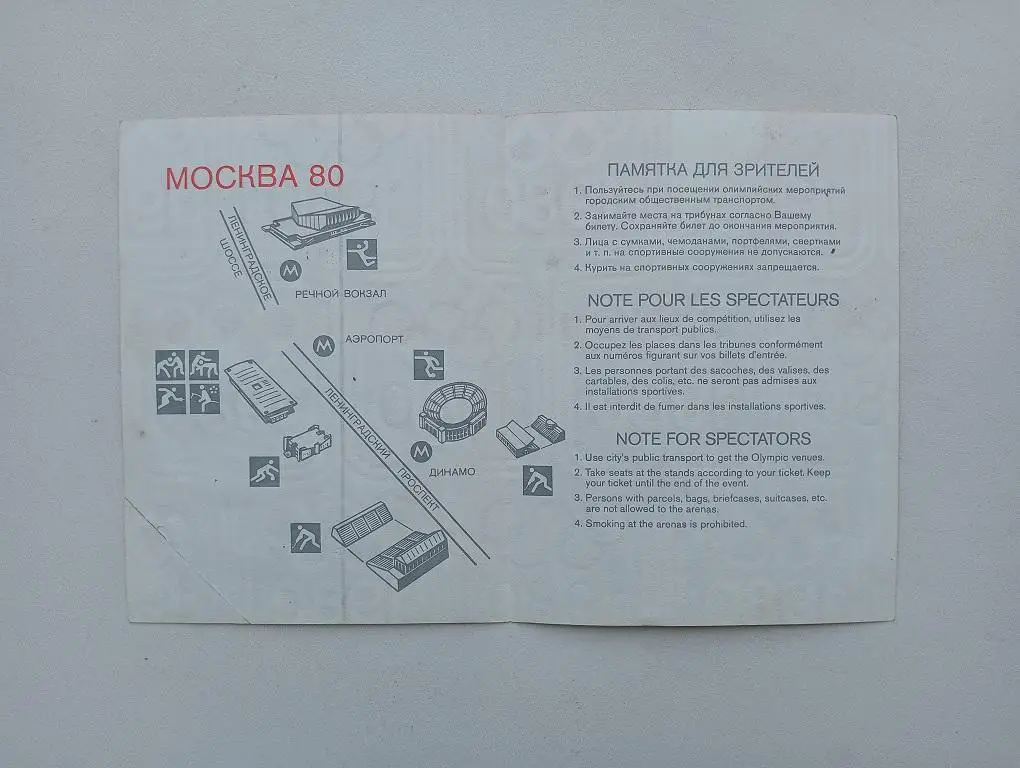 МОСКВА 80
ЛЕНИНГРАДСКОЕ
ШОССЕ
М
РЕЧНОЙ ВОКЗАЛ
М
АЭРОПОРТ
ЛЕНИНГРАДСКИЙ ПРОСПЕКТ
М
ДИНАМО
ПАМЯТКА ДЛЯ ЗРИТЕЛЕЙ
1. Пользуйтесь при посещении олимпийских мероприятий
городским общественным транспортом.
2. Занимайте места на трибунах согласно Вашему
билету. Сохраняйте билет до окончания мероприятия.
3. Лица с сумками, чемоданами, портфелями, свертками
и т. п. на спортивные сооружения не допускаются.
4. Курить на спортивных сооружениях запрещается.
NOTE POUR LES SPECTATEURS
1. Pour arriver aux lieux de compétition, utilisez les
moyens de transport publics.
2. Occupez les places dans les tribunes conformément
aux numéros figurant sur vos billets d'entrée.
3. Les personnes portant des sacoches, des valises, des
cartables, des colis, etc. ne seront pas admises aux
installations sportives.
4. Il est interdit de fumer dans les installations sportives.
NOTE FOR SPECTATORS
1. Use city's public transport to get the Olympic venues.
2. Take seats at the stands according to your ticket. Keep
your ticket until the end of the event.
3. Persons with parcels, bags, briefcases, suitcases, etc.
are not allowed to the arenas.
4. Smoking at the arenas is prohibited.